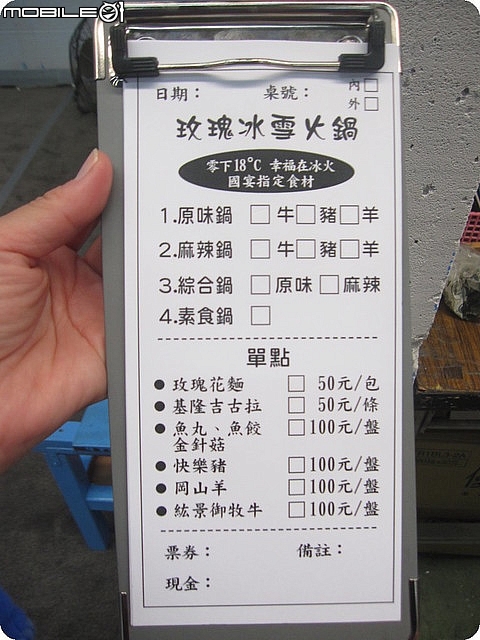 MOBILE01
日期： 桌號： 內□
外□
玫瑰冰雪火鍋
零下18°C 幸福在冰火
國宴指定食材
1.原味鍋 □牛□豬□羊
2.麻辣鍋 □牛□豬□羊
3.綜合鍋 □原味□麻辣
4.素食鍋 □
單點
●玫瑰花麵 □ 50元/包
●基隆吉古拉 □ 50元/條
●魚丸、魚餃 □100元/盤
金針菇
●快樂豬 □100元/盤
●岡山羊 □100元/盤
●紘景御牧牛 □100元/盤
票券： 備註：
現金：